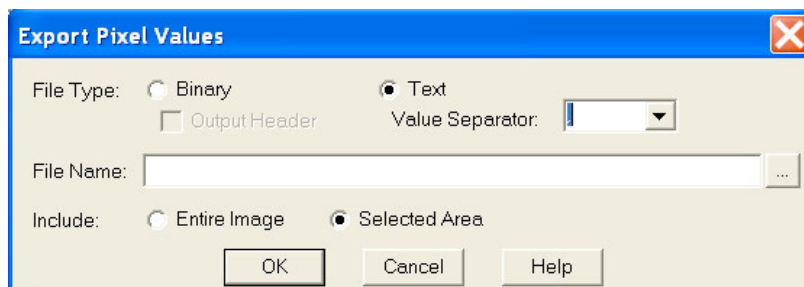 Export Pixel Values
File Type: Binary Text
Output Header Value Separator:
File Name: ...
Include: Entire Image Selected Area
OK Cancel Help